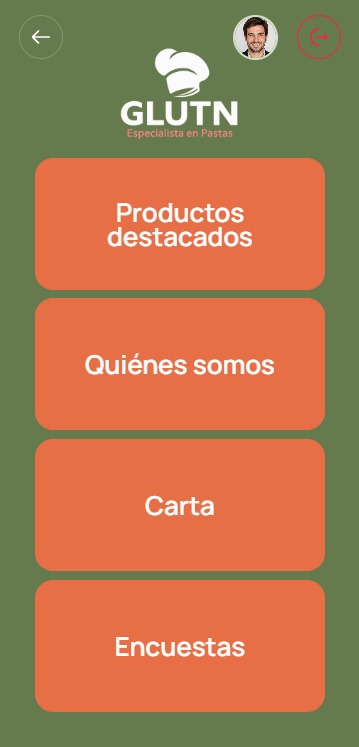 GLUTN
Especialista en Pastas
Productos
destacados
Quiénes somos
Carta
Encuestas